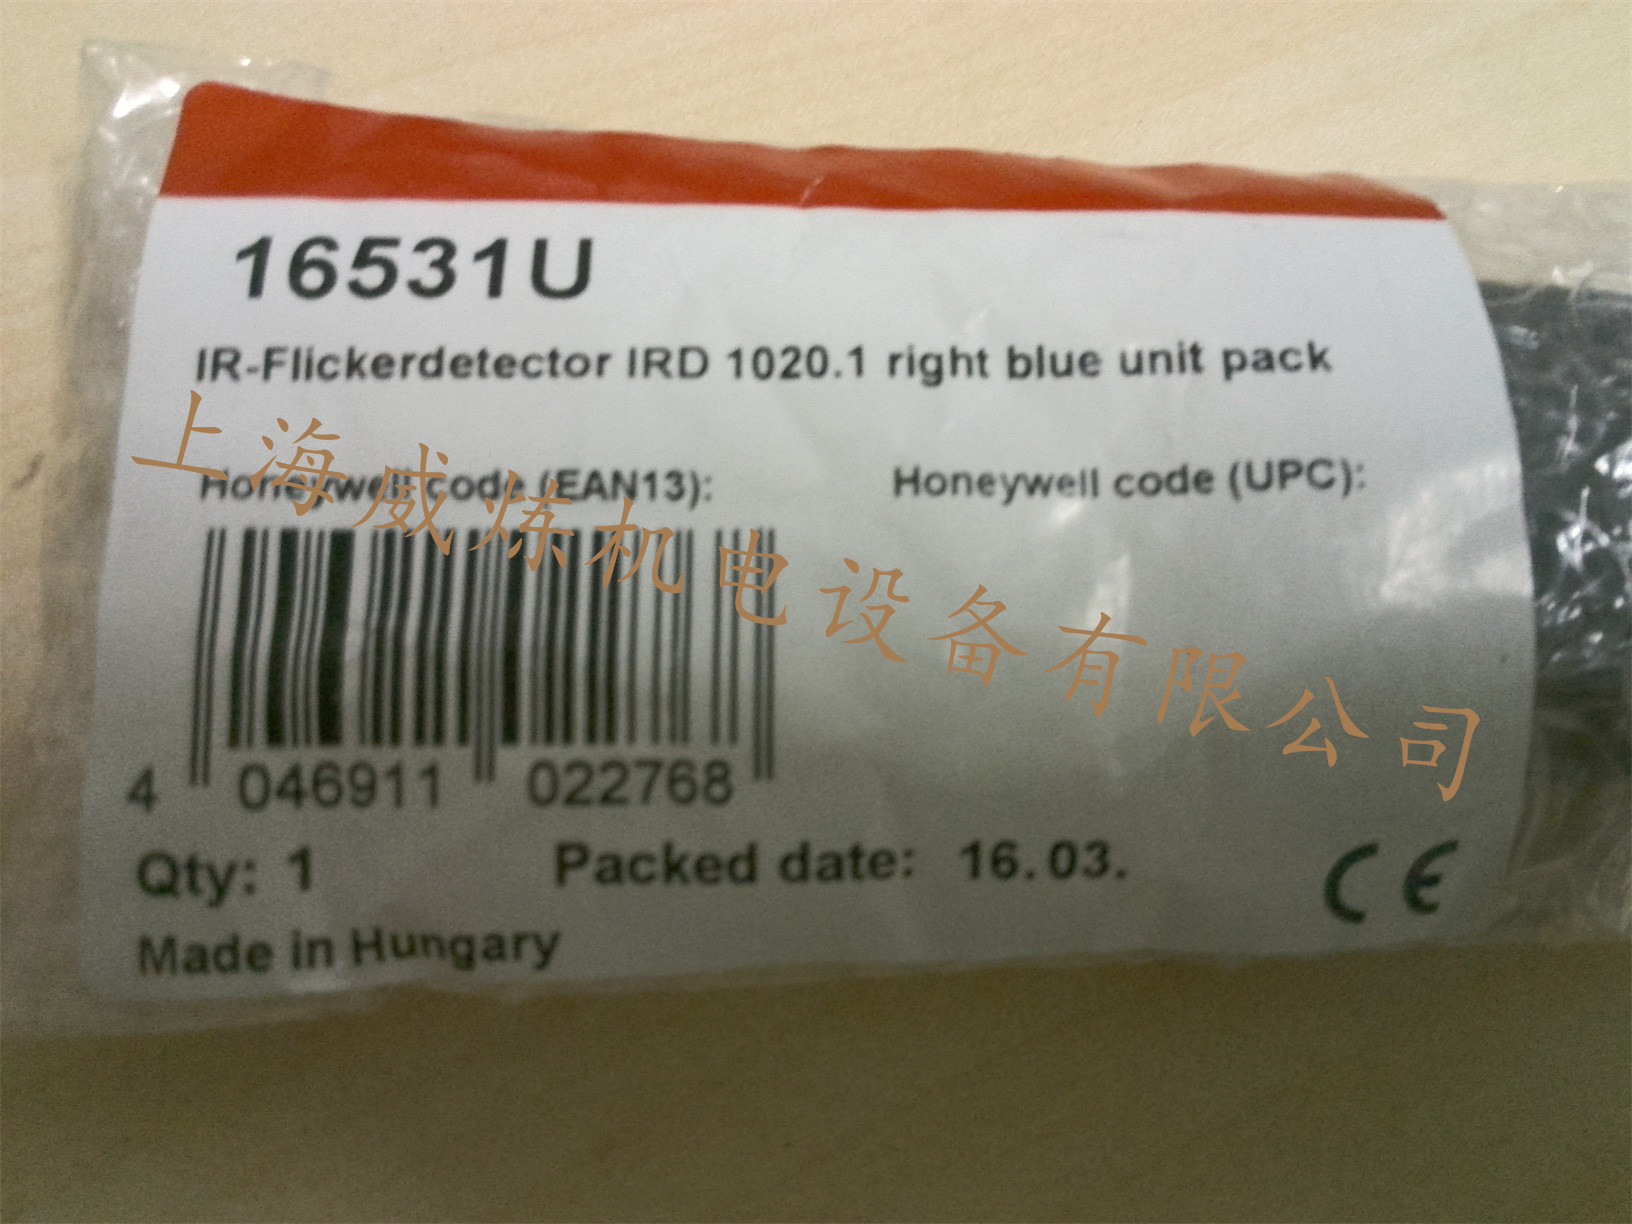 16531U
IR-Flickerdetector IRD 1020.1 right blue unit pack
Honeywell code (EAN13): Honeywell code (UPC):
上海威炼机电设备有限公司
4 046911 022768
Qty: 1 Packed date: 16.03.
CE
Made in Hungary